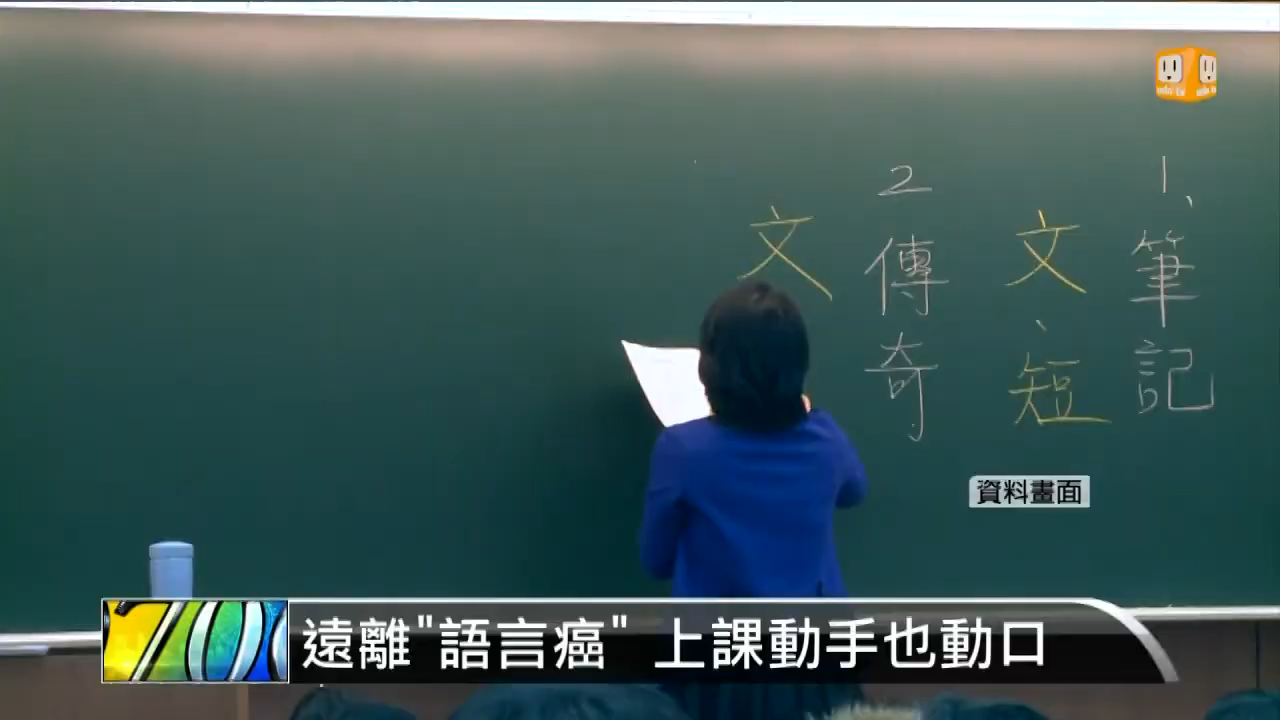 1、筆記
文、短
2傳奇
文
資料畫面
遠離"語言癌" 上課動手也動口